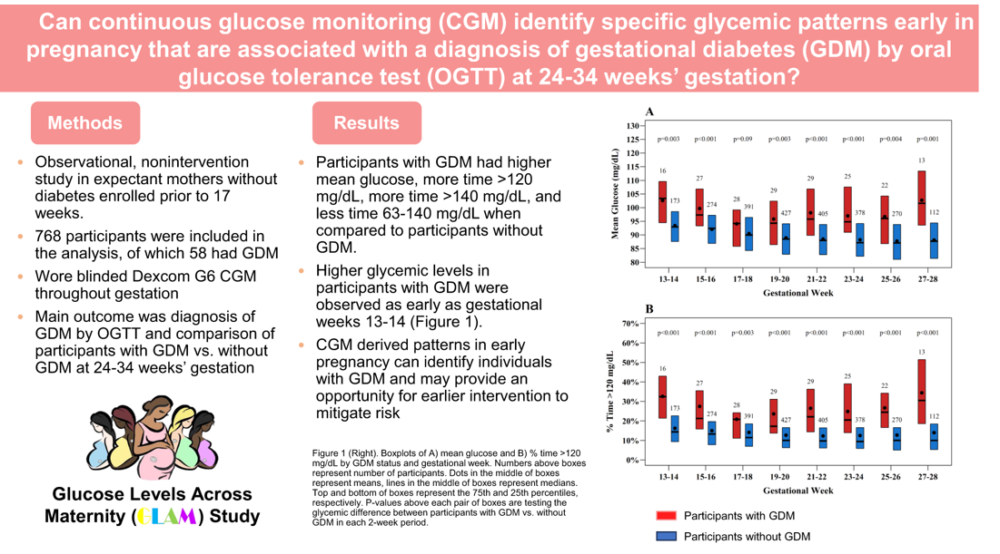 Can continuous glucose monitoring (CGM) identify specific glycemic patterns early in
pregnancy that are associated with a diagnosis of gestational diabetes (GDM) by oral
glucose tolerance test (OGTT) at 24-34 weeks' gestation?
Methods
• Observational, nonintervention
study in expectant mothers without
diabetes enrolled prior to 17
weeks.
• 768 participants were included in
the analysis, of which 58 had GDM
• Wore blinded Dexcom G6 CGM
throughout gestation
• Main outcome was diagnosis of
GDM by OGTT and comparison of
participants with GDM vs. without
GDM at 24-34 weeks' gestation
Glucose Levels Across
Maternity (GLAM) Study
Results
• Participants with GDM had higher
mean glucose, more time >120
mg/dL, more time >140 mg/dL, and
less time 63-140 mg/dL when
compared to participants without
GDM.
• Higher glycemic levels in
participants with GDM were
observed as early as gestational
weeks 13-14 (Figure 1).
• CGM derived patterns in early
pregnancy can identify individuals
with GDM and may provide an
opportunity for earlier intervention to
mitigate risk
Figure 1 (Right). Boxplots of A) mean glucose and B) % time >120
mg/dL by GDM status and gestational week. Numbers above boxes
represent number of participants. Dots in the middle of boxes
represent means, lines in the middle of boxes represent medians.
Top and bottom of boxes represent the 75th and 25th percentiles,
respectively. P-values above each pair of boxes are testing the
glycemic difference between participants with GDM vs. without
GDM in each 2-week period.
A
Mean Glucose (mg/dL)
130
125
120
115
110
105
100
95
90
85
80
p=0.003 p<0.001 p=0.09 p=0.003 p<0.001 p<0.001 p=0.004 p=0.001
16 173 27 274 28 391 29 427 29 405 25 378 22 270 13 112
13-14 15-16 17-18 19-20 21-22 23-24 25-26 27-28
Gestational Week
B
% Time >120 mg/dL
70%
60%
50%
40%
30%
20%
10%
0%
p<0.001 p<0.001 p=0.003 p<0.001 p<0.001 p<0.001 p<0.001 p<0.001
16 173 27 274 28 391 29 427 29 405 25 378 22 270 13 112
13-14 15-16 17-18 19-20 21-22 23-24 25-26 27-28
Gestational Week
Participants with GDM
Participants without GDM